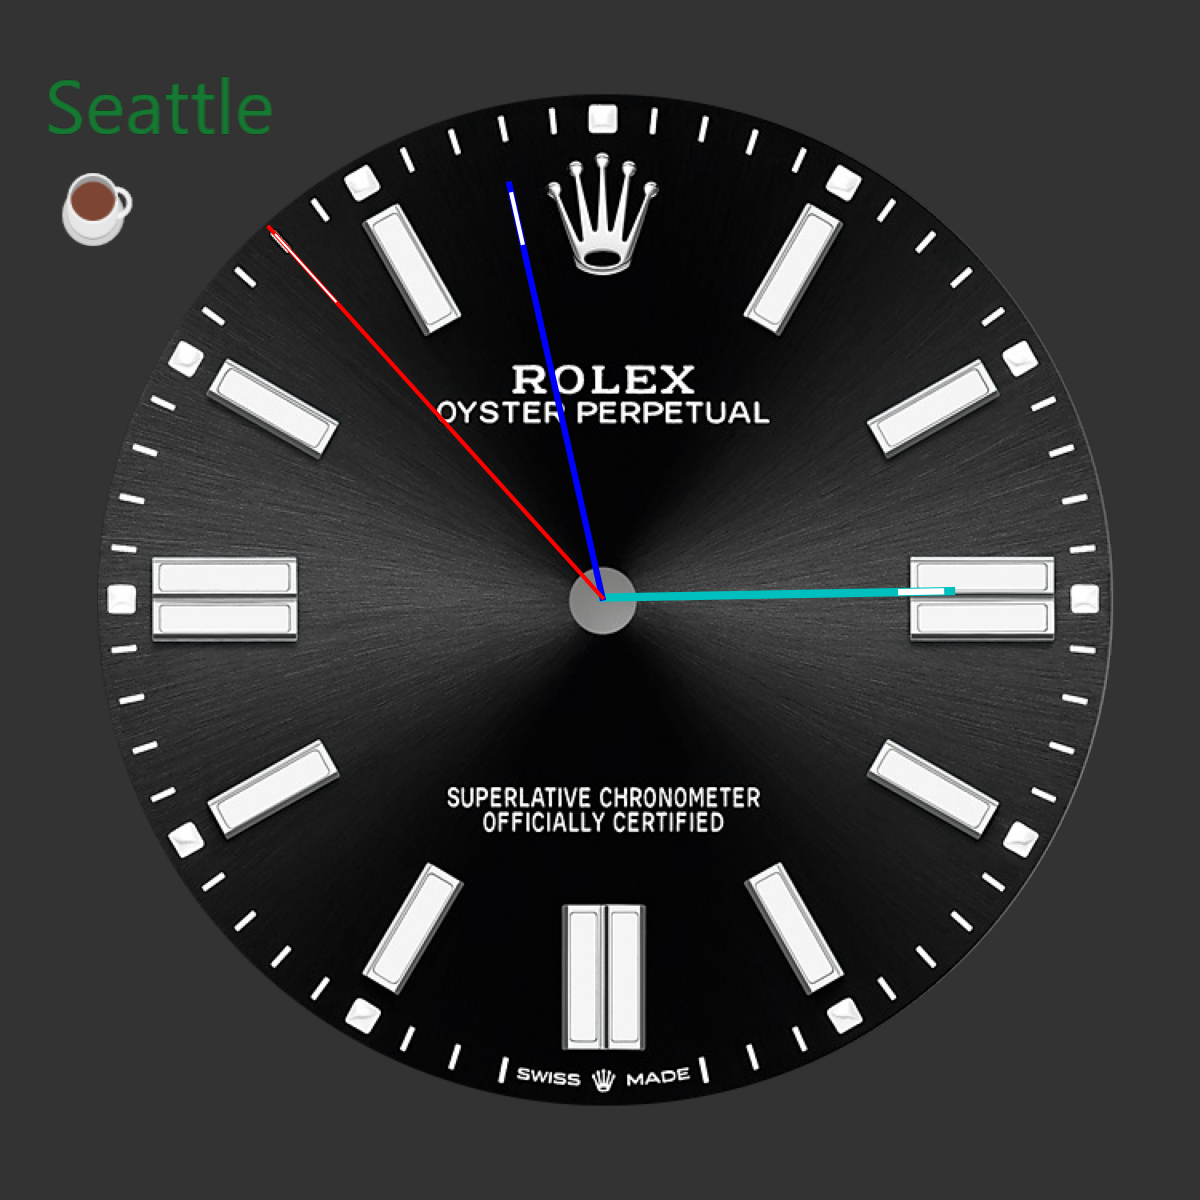 Seattle
ROLEX
OYSTER PERPETUAL
SUPERLATIVE CHRONOMETER
OFFICIALLY CERTIFIED
SWISS MADE